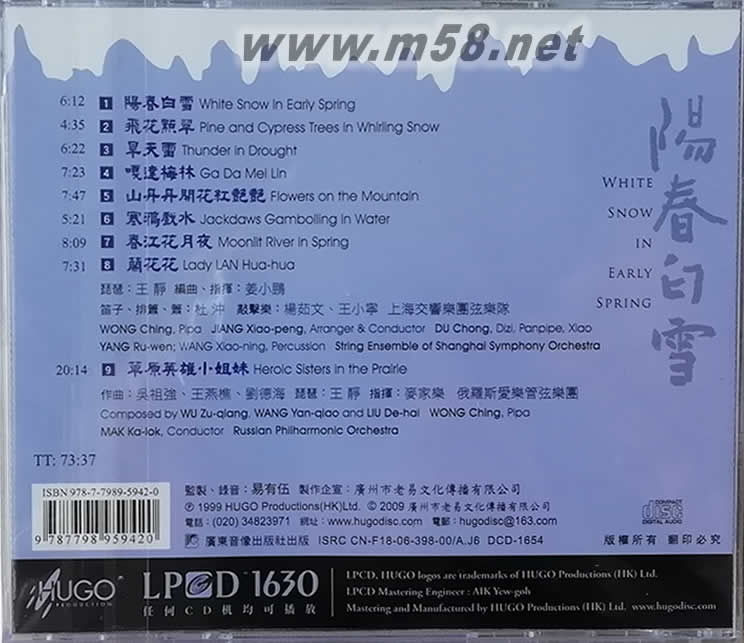 www.m58.net
6:12 1 陽春白雪 White Snow in Early Spring
4:35 2 飛花點翠 Pine and Cypress Trees in Whirling Snow
6:22 3 旱天雷 Thunder in Drought
7:23 4 嘎達梅林 Ga Da Mei Lin
7:47 5 山丹丹開花紅艷艷 Flowers on the Mountain
5:21 6 寒鴉戲水 Jackdaws Gambolling in Water
8:09 7 春江花月夜 Moonlit River in Spring
7:31 8 蘭花花 Lady LAN Hua-hua
琵琶：王 靜 編曲、指揮：姜小鵬
笛子、排簫、簫：杜 沖 敲擊樂：楊茹文、王小寧 上海交響樂團弦樂隊
WONG Ching, Pipa JIANG Xiao-peng, Arranger & Conductor DU Chong, Dizi, Panpipe, Xiao
YANG Ru-wen; WANG Xiao-ning, Percussion String Ensemble of Shanghai Symphony Orchestra
20:14 9 草原英雄小姐妹 Heroic Sisters in the Prairie
作曲：吳祖強、王燕樵、劉德海 琵琶：王 靜 指揮：麥家樂 俄羅斯愛樂管弦樂團
Composed by WU Zu-qiang, WANG Yan-qiao and LIU De-hai WONG Ching, Pipa
MAK Ka-lok, Conductor Russian Philharmonic Orchestra
TT: 73:37
陽春白雪
WHITE
SNOW
IN
EARLY
SPRING
ISBN 978-7-7989-5942-0
9 787798 959420
監製、錄音：易有伍 製作企宣：廣州市老易文化傳播有限公司
℗ 1999 HUGO Productions(HK)Ltd. © 2009 廣州市老易文化傳播有限公司
電話：(020) 34823971 網址：www.hugodisc.com 電郵：hugodisc@163.com
廣東音像出版社出版 ISRC CN-F18-06-398-00/A.J6 DCD-1654
COMPACT
disc
DIGITAL AUDIO
版權所有 翻印必究
HUGO
PRODUCTION
LPCD 1630
任何CD机均可播放
LPCD, HUGO logos are trademarks of HUGO Productions (HK) Ltd.
LPCD Mastering Engineer : AIK Yew-goh
Mastering and Manufactured by HUGO Productions (HK) Ltd. www.hugodisc.com